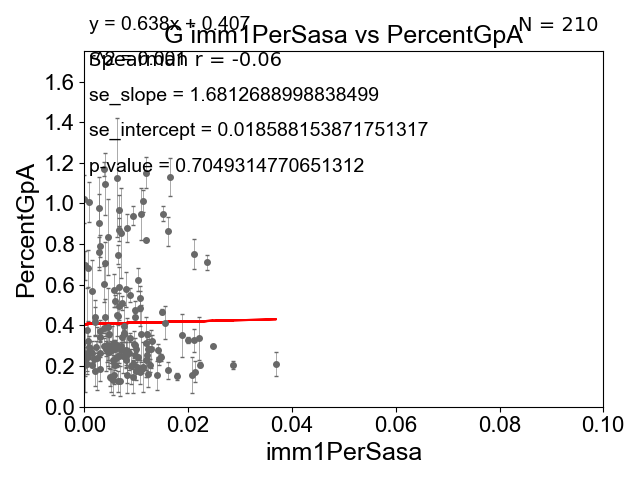 y = 0.638x + 0.407
N = 210
G imm1PerSasa vs PercentGpA
Spearman r = -0.06
se_slope = 1.6812688998838499
se_intercept = 0.018588153871751317
p-value = 0.7049314770651312
PercentGpA
1.6
1.4
1.2
1.0
0.8
0.6
0.4
0.2
0.0
0.00 0.02 0.04 0.06 0.08 0.10
imm1PerSasa